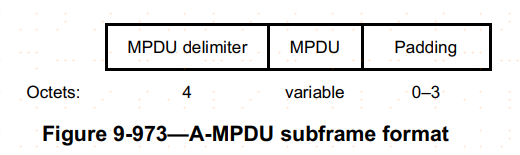 MPDU delimiter MPDU Padding
Octets: 4 variable 0–3
Figure 9-973—A-MPDU subframe format